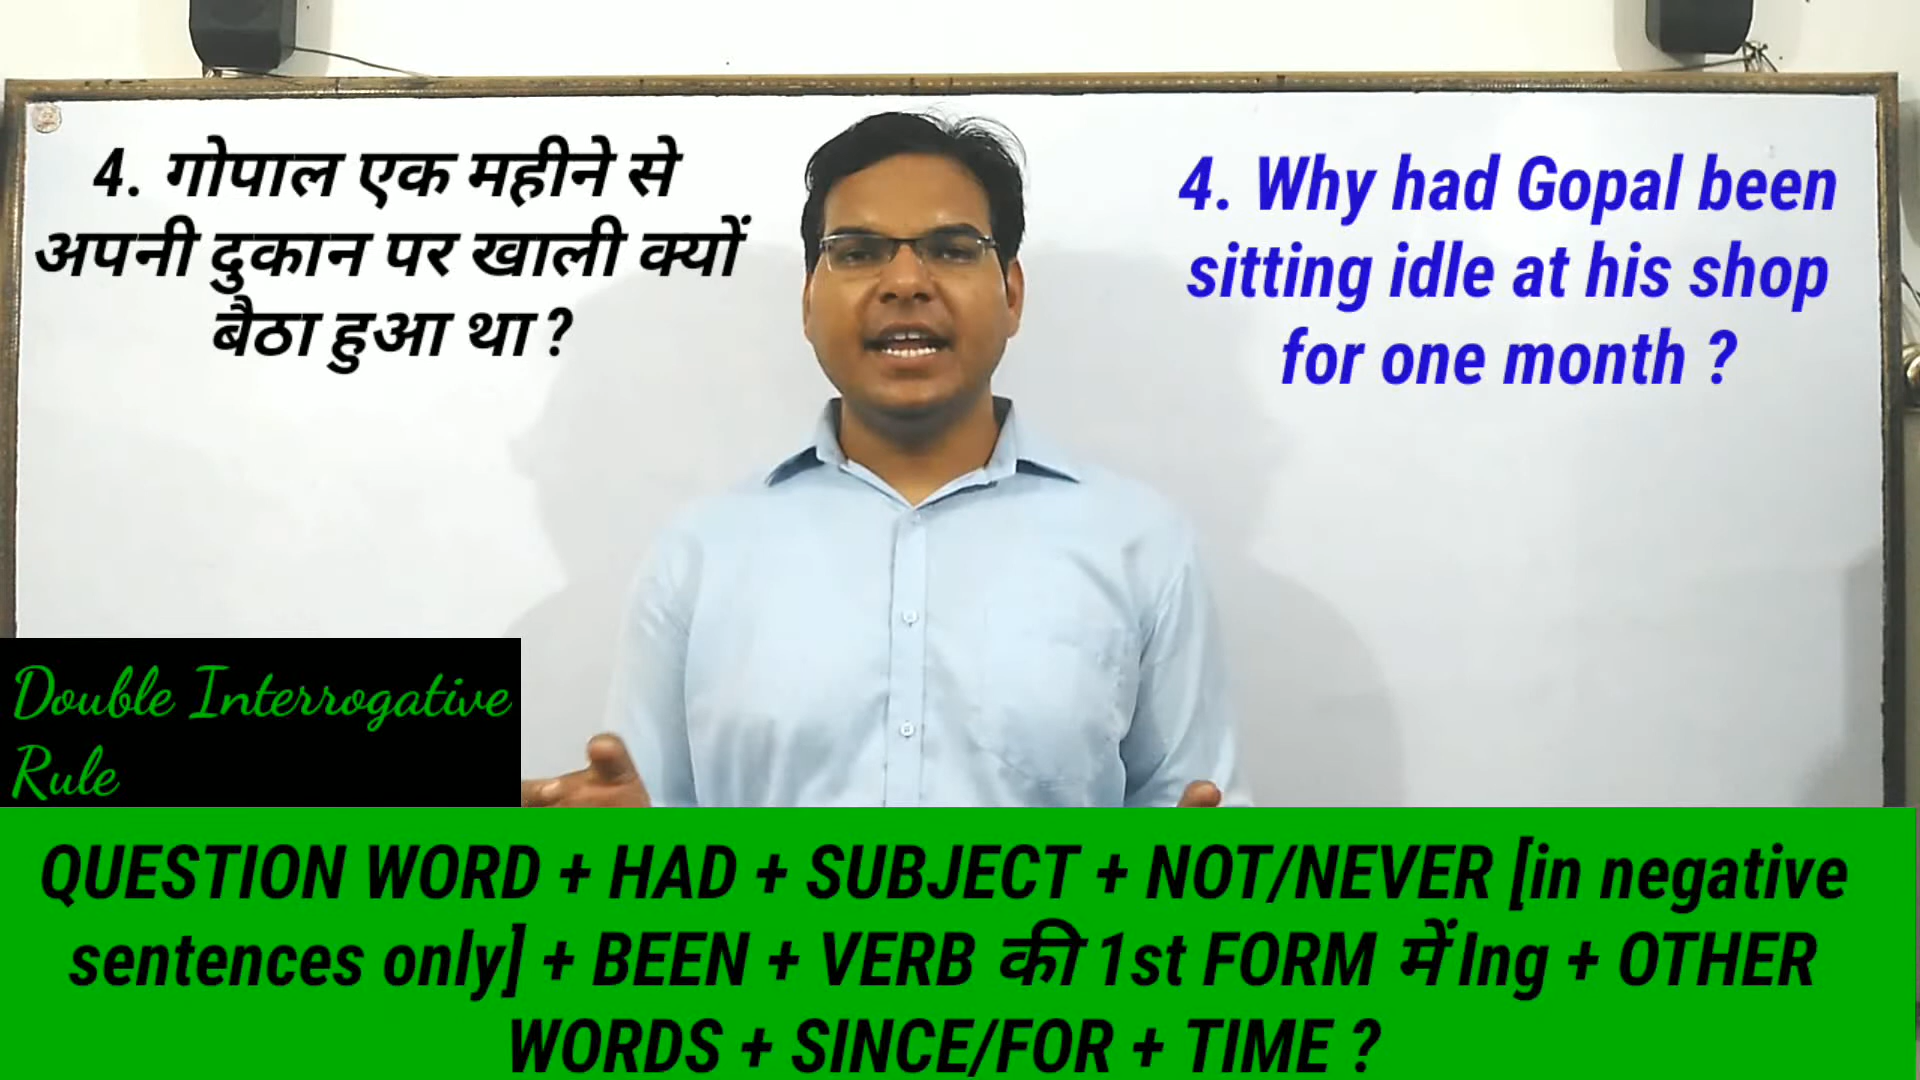 4. गोपाल एक महीने से
अपनी दुकान पर खाली क्यों
बैठा हुआ था ?
4. Why had Gopal been
sitting idle at his shop
for one month ?
Double Interrogative
Rule
QUESTION WORD + HAD + SUBJECT + NOT/NEVER [in negative
sentences only] + BEEN + VERB की 1st FORM में Ing + OTHER
WORDS + SINCE/FOR + TIME ?